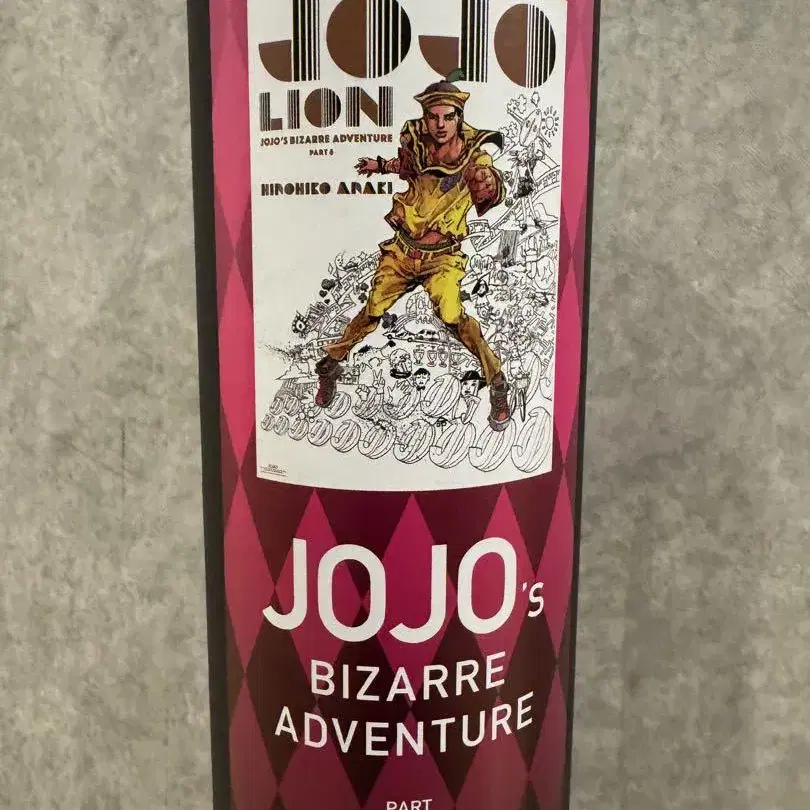 JOJO
LION
JOJO'S BIZARRE ADVENTURE
PART 8
HIROHIKO ARAKI
JOJO's
BIZARRE
ADVENTURE
PART